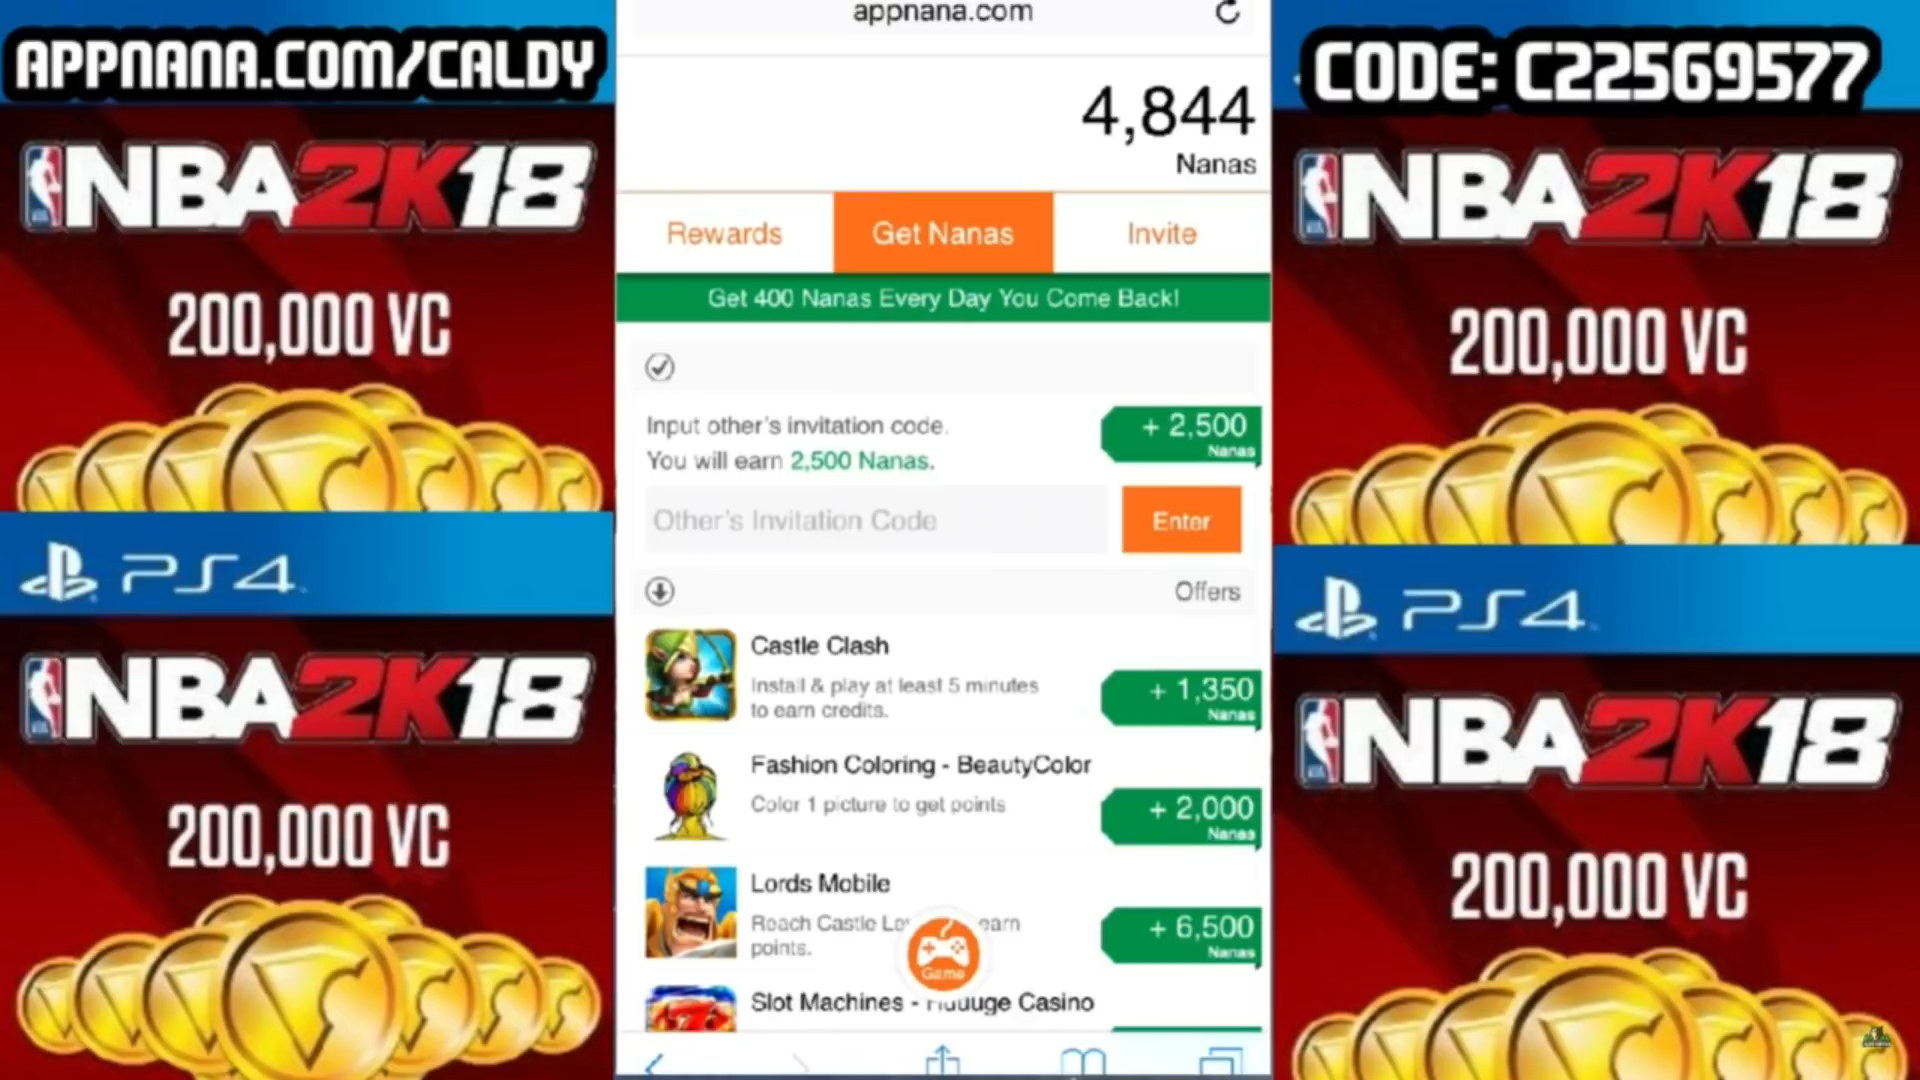 APPNANA.COM/CALDY
NBA2K18
200,000 VC
PS4
NBA2K18
200,000 VC
appnana.com
4,844
Nanas
Rewards
Get Nanas
Invite
Get 400 Nanas Every Day You Come Back!
Input other's invitation code.
You will earn 2,500 Nanas.
+ 2,500
Nanas
Other's Invitation Code
Enter
Offers
Castle Clash
Install & play at least 5 minutes
to earn credits.
+ 1,350
Nanas
Fashion Coloring - BeautyColor
Color 1 picture to get points
+ 2,000
Nanas
Lords Mobile
Reach Castle earn
points.
+ 6,500
Nanas
Game
Slot Machines - Huuuge Casino
CODE: C22569577
NBA2K18
200,000 VC
PS4
NBA2K18
200,000 VC